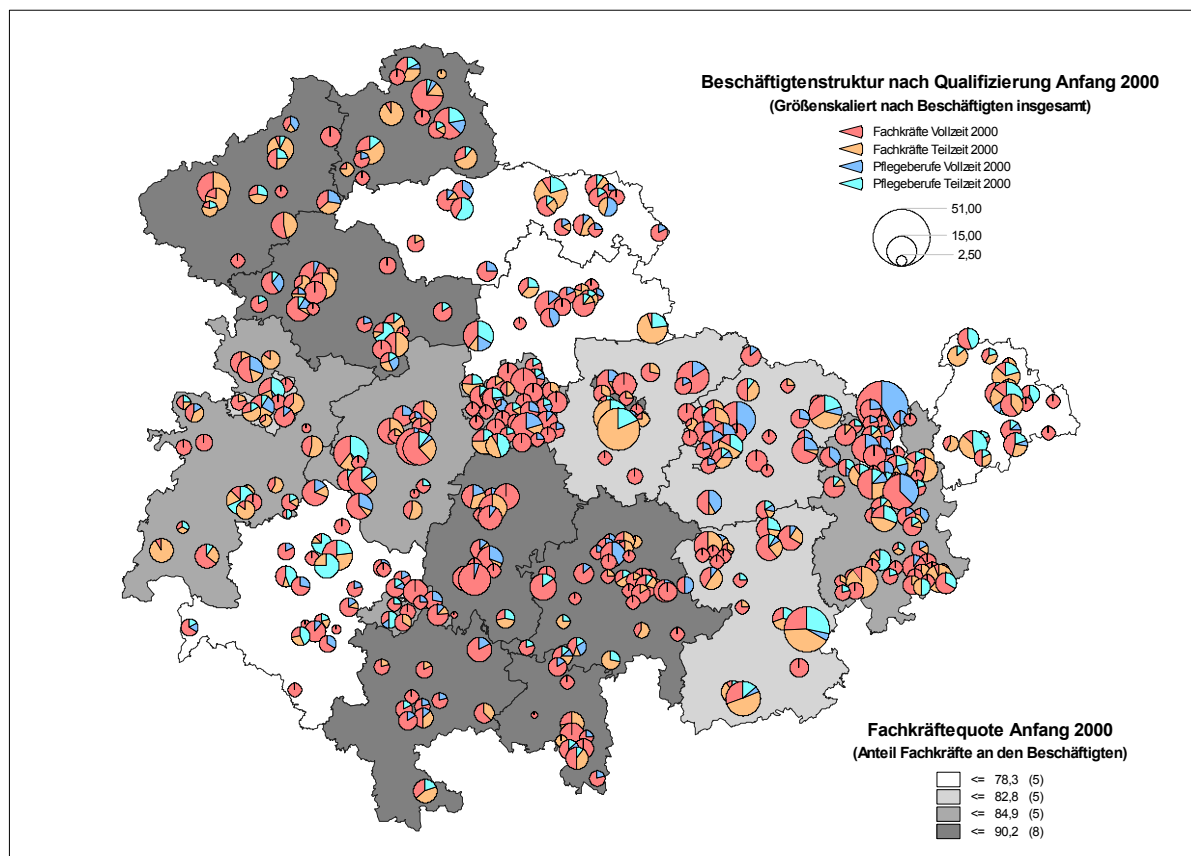 Beschäftigtenstruktur nach Qualifizierung Anfang 2000
(Größenskaliert nach Beschäftigten insgesamt)
Fachkräfte Vollzeit 2000
Fachkräfte Teilzeit 2000
Pflegeberufe Vollzeit 2000
Pflegeberufe Teilzeit 2000
51,00
15,00
2,50
Fachkräftequote Anfang 2000
(Anteil Fachkräfte an den Beschäftigten)
<= 78,3 (5)
<= 82,8 (5)
<= 84,9 (5)
<= 90,2 (8)